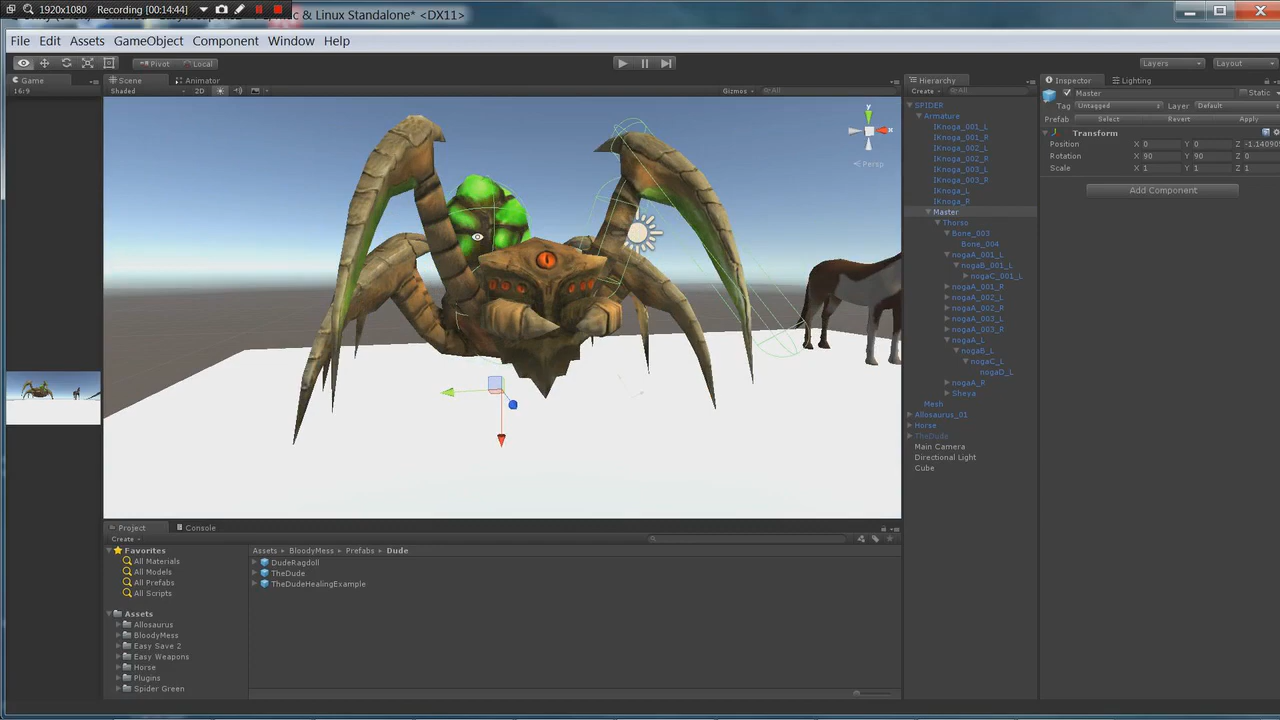 1920x1080 Recording [00:14:44]
c & Linux Standalone* <DX11>
File Edit Assets GameObject Component Window Help
Pivot Local Layers Layout
Game
16:9
Scene Animator
Shaded 2D Gizmos All
Persp
y
x
Hierarchy
Create All
SPIDER
Armature
IKnoga_001_L
IKnoga_001_R
IKnoga_002_L
IKnoga_002_R
IKnoga_003_L
IKnoga_003_R
IKnoga_L
IKnoga_R
Master
Thorso
Bone_003
Bone_004
nogaA_001_L
nogaB_001_L
nogaC_001_L
nogaA_001_R
nogaA_002_L
nogaA_002_R
nogaA_003_L
nogaA_003_R
nogaA_L
nogaB_L
nogaC_L
nogaD_L
nogaA_R
Sheya
Mesh
Allosaurus_01
Horse
TheDude
Main Camera
Directional Light
Cube
Inspector Lighting
Master Static
Tag Untagged Layer Default
Prefab Select Revert Apply
Transform
Position X 0 Y 0 Z -1.14090
Rotation X 90 Y 90 Z 0
Scale X 1 Y 1 Z 1
Add Component
Project Console
Create
Favorites
All Materials
All Models
All Prefabs
All Scripts
Assets
Allosaurus
BloodyMess
Easy Save 2
Easy Weapons
Horse
Plugins
Spider Green
Assets BloodyMess Prefabs Dude
DudeRagdoll
TheDude
TheDudeHealingExample